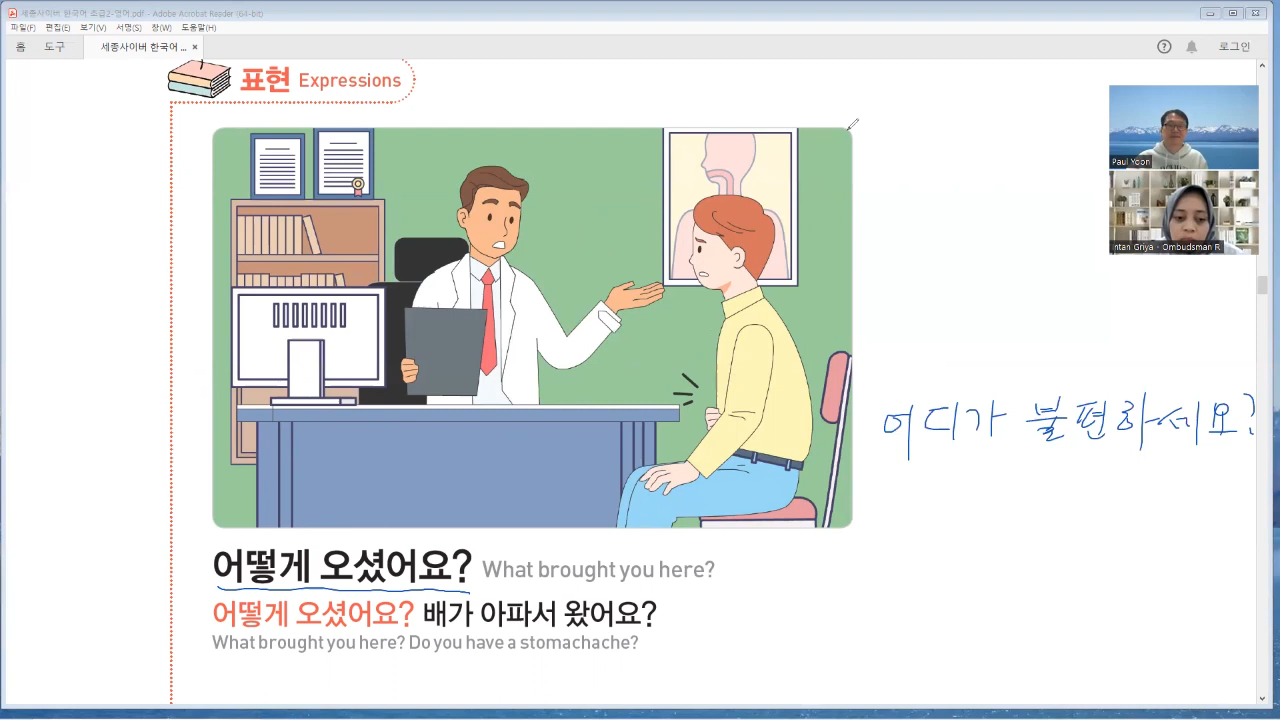 세종사이버 한국어 초급2-영어.pdf - Adobe Acrobat Reader (64-bit)
파일(F) 편집(E) 보기(V) 서명(S) 창(W) 도움말(H)
홈 도구 세종사이버 한국어 ... × 로그인
표현 Expressions
Paul Yoon
Intan Griya - Ombudsman R.
어디가 불편하세요?
어떻게 오셨어요? What brought you here?
어떻게 오셨어요? 배가 아파서 왔어요?
What brought you here? Do you have a stomachache?